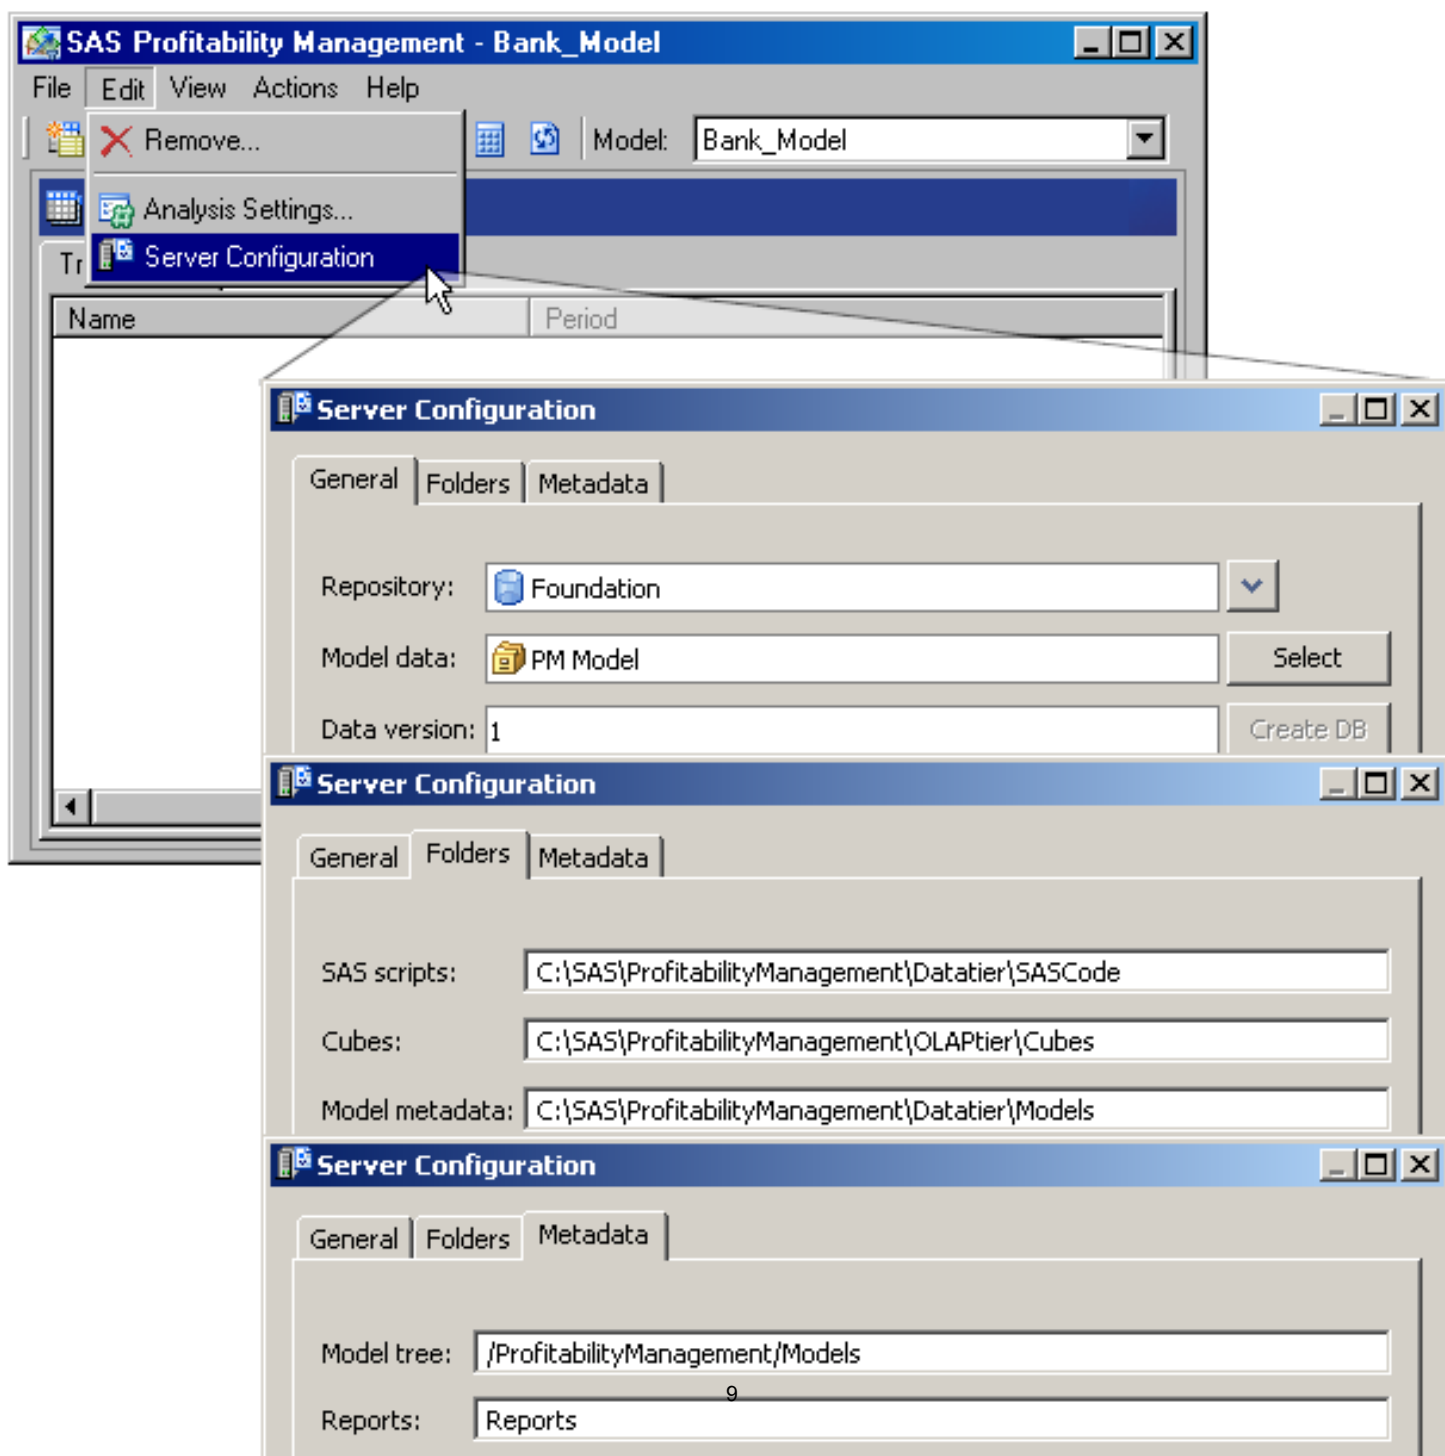 SAS Profitability Management - Bank_Model
File Edit View Actions Help
Remove... Model: Bank_Model
Analysis Settings...
Tr Server Configuration
Name Period
Server Configuration
General Folders Metadata
Repository: Foundation
Model data: PM Model Select
Data version: 1 Create DB
Server Configuration
General Folders Metadata
SAS scripts: C:\SAS\ProfitabilityManagement\Datatier\SASCode
Cubes: C:\SAS\ProfitabilityManagement\OLAPtier\Cubes
Model metadata: C:\SAS\ProfitabilityManagement\Datatier\Models
Server Configuration
General Folders Metadata
Model tree: /ProfitabilityManagement/Models
9
Reports: Reports